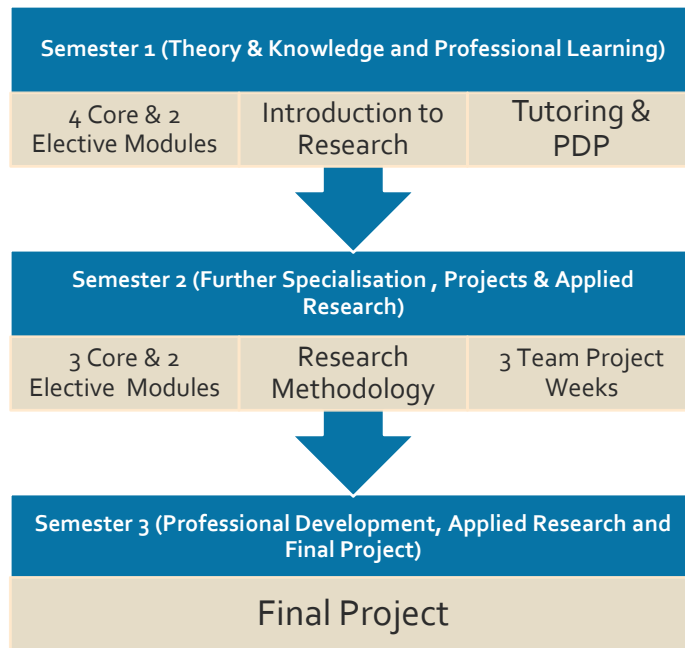 Semester 1 (Theory & Knowledge and Professional Learning)
4 Core & 2
Elective Modules
Introduction to
Research
Tutoring &
PDP
Semester 2 (Further Specialisation , Projects & Applied
Research)
3 Core & 2
Elective  Modules
Research
Methodology
3 Team Project
Weeks
Semester 3 (Professional Development, Applied Research and
Final Project)
Final Project